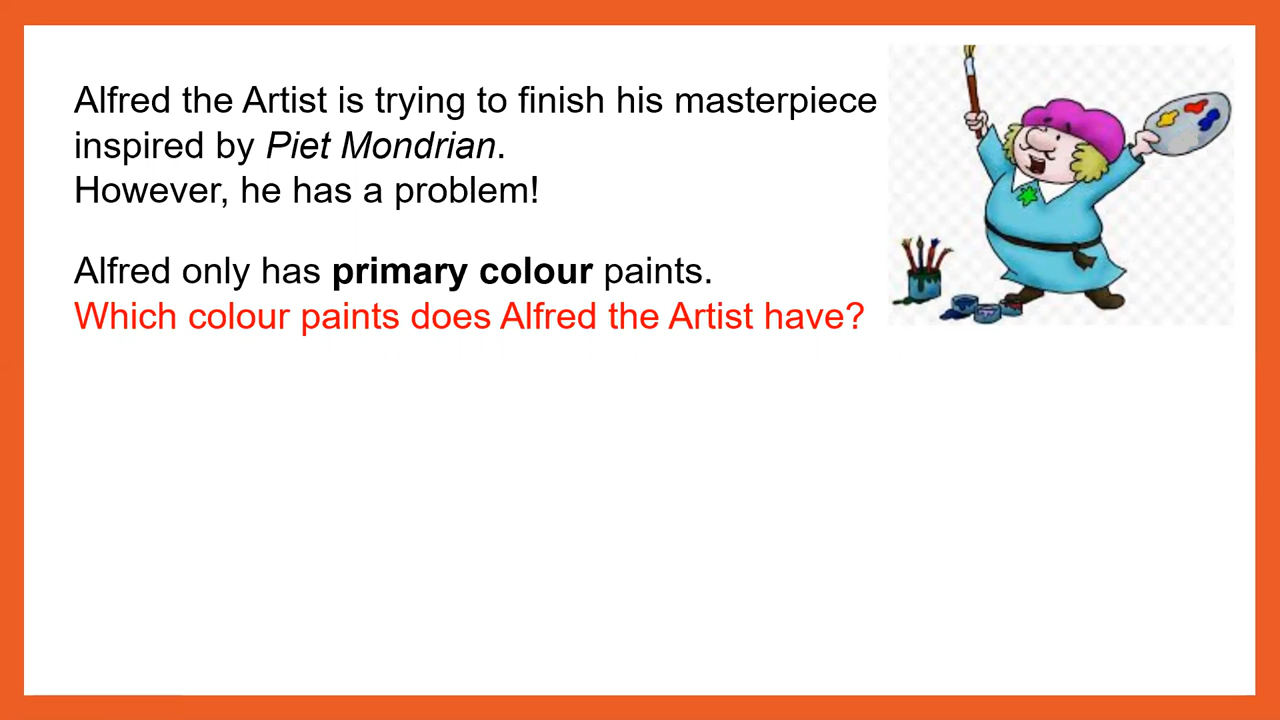 Alfred the Artist is trying to finish his masterpiece
inspired by Piet Mondrian.
However, he has a problem!
Alfred only has primary colour paints.
Which colour paints does Alfred the Artist have?